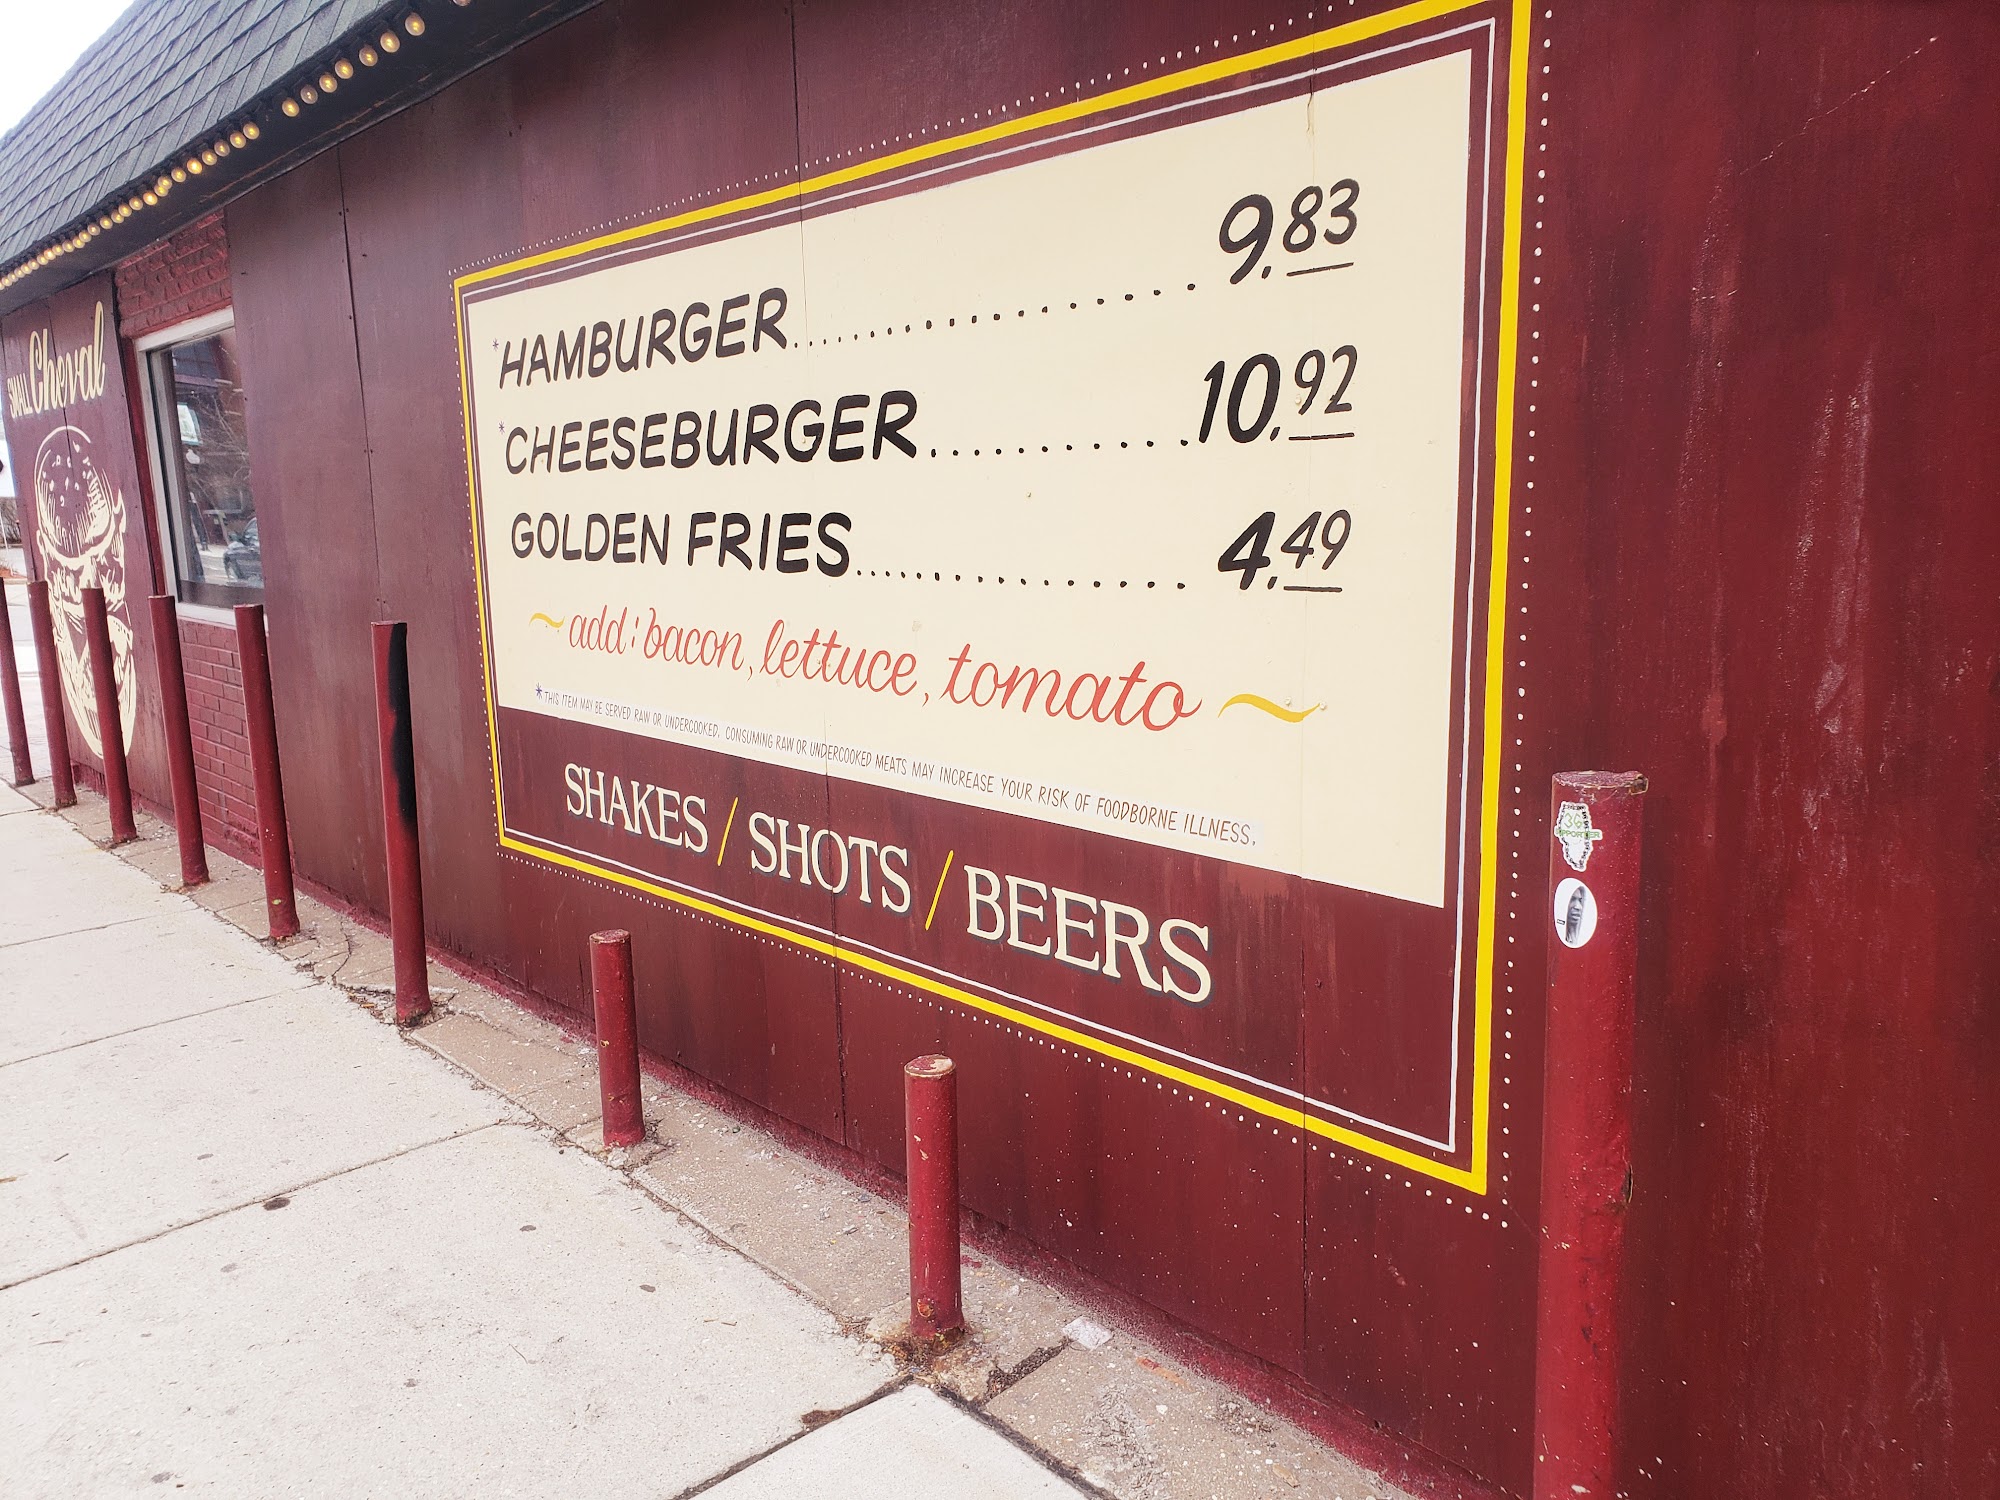 SMALL Cheval
*HAMBURGER.................. 9.83
*CHEESEBURGER.......... 10.92
GOLDEN FRIES................. 4.49
~add: bacon, lettuce, tomato~
*THIS ITEM MAY BE SERVED RAW OR UNDERCOOKED. CONSUMING RAW OR UNDERCOOKED MEATS MAY INCREASE YOUR RISK OF FOODBORNE ILLNESS.
SHAKES / SHOTS / BEERS
3G
SUPPORTER